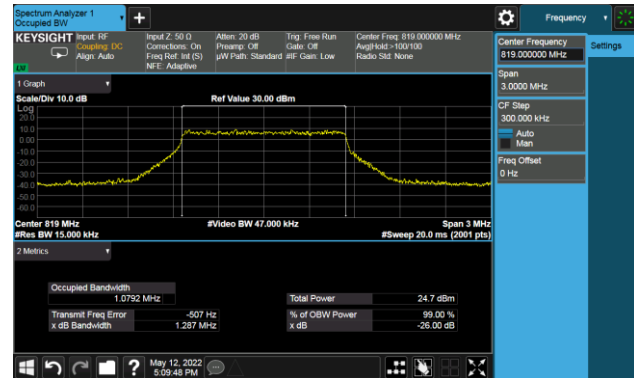 Spectrum Analyzer 1
Occupied BW
+
Frequency
KEYSIGHT
Input: RF
Coupling: DC
Align: Auto
Input Z: 50 Ω
Corrections: On
Freq Ref: Int (S)
NFE: Adaptive
Atten: 20 dB
Preamp: Off
µW Path: Standard
Trig: Free Run
Gate: Off
#IF Gain: Low
Center Freq: 819.000000 MHz
Avg|Hold:>100/100
Radio Std: None
Center Frequency
819.000000 MHz
Settings
Span
3.0000 MHz
CF Step
300.000 kHz
Auto
Man
Freq Offset
0 Hz
1 Graph
Scale/Div 10.0 dB
Ref Value 30.00 dBm
Log
20.0
10.0
0.00
-10.0
-20.0
-30.0
-40.0
-50.0
-60.0
Center 819 MHz
#Video BW 47.000 kHz
Span 3 MHz
#Res BW 15.000 kHz
#Sweep 20.0 ms (2001 pts)
2 Metrics
Occupied Bandwidth
1.0792 MHz
Total Power
24.7 dBm
Transmit Freq Error
-507 Hz
% of OBW Power
99.00 %
x dB Bandwidth
1.287 MHz
x dB
-26.00 dB
?
May 12, 2022
5:09:48 PM